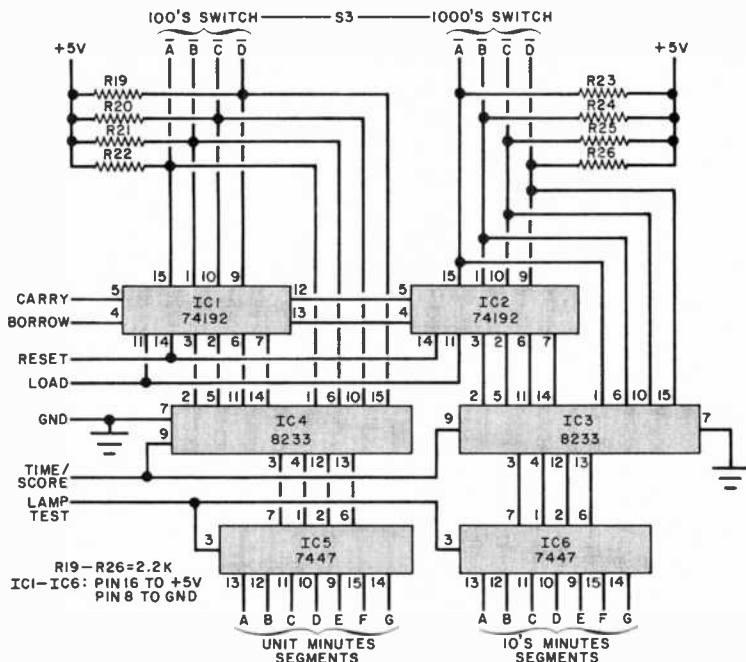 100'S SWITCH S3 1000'S SWITCH
A B C D A B C D
+5V +5V
R19 R23
R20 R24
R21 R25
R22 R26
15 1 10 9 15 1 10 9
CARRY 5 IC1 12 5 IC2
BORROW 4 74192 13 4 74192
11 14 3 2 6 7 14 11 3 2 6 7
RESET
LOAD
2 5 11 14 1 6 10 15 2 5 11 14 1 6 10 15
GND 7 IC4 9 IC3 7
9 8233 8233
TIME/
SCORE
3 4 12 13 3 4 12 13
LAMP
TEST
7 1 2 6 7 1 2 6
3 IC5 3 IC6
7447 7447
R19-R26=2.2K
IC1-IC6: PIN 16 TO +5V
PIN 8 TO GND
13 12 11 10 9 15 14 13 12 11 10 9 15 14
A B C D E F G A B C D E F G
UNIT MINUTES SEGMENTS
10'S MINUTES SEGMENTS